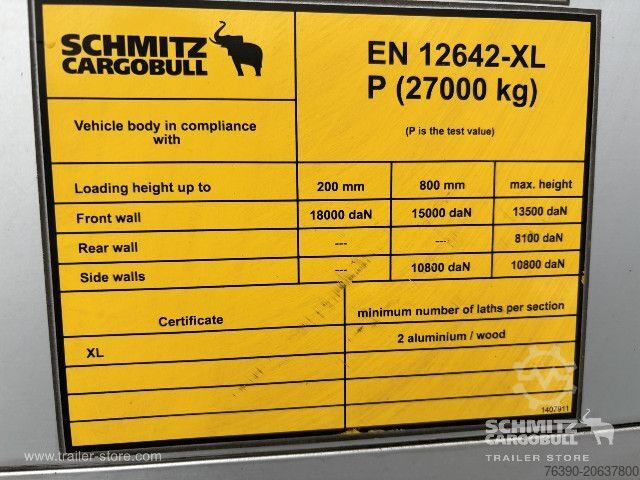 SCHMITZ
CARGOBULL
EN 12642-XL
P (27000 kg)
Vehicle body in compliance
with
(P is the test value)
Loading height up to 200 mm 800 mm max. height
Front wall 18000 daN 15000 daN 13500 daN
Rear wall --- --- 8100 daN
Side walls --- 10800 daN 10800 daN
Certificate minimum number of laths per section
XL 2 aluminium / wood
1407911
SCHMITZ
CARGOBULL
TRAILER STORE
www.trailer-store.com
76390-20637800